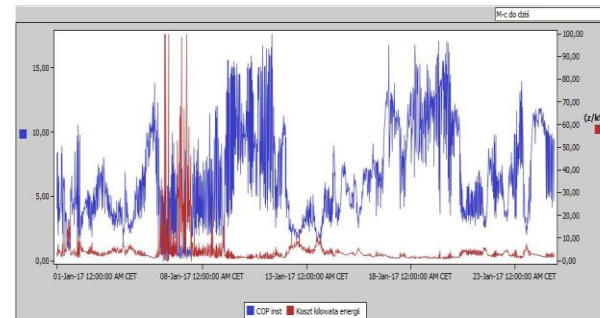 M-c do dziś
100,00
90,00
80,00
70,00
60,00
50,00
40,00
30,00
20,00
10,00
0,00
15,00
10,00
5,00
0,00
(z/k
01-Jan-17 12:00:00 AM CET
08-Jan-17 12:00:00 AM CET
13-Jan-17 12:00:00 AM CET
18-Jan-17 12:00:00 AM CET
23-Jan-17 12:00:00 AM CET
COP inst
Koszt kilowata energii